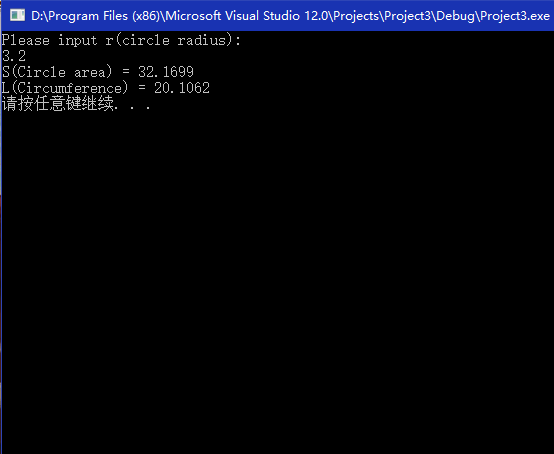 D:\Program Files (x86)\Microsoft Visual Studio 12.0\Projects\Project3\Debug\Project3.exe
Please input r(circle radius):
3.2
S(Circle area) = 32.1699
L(Circumference) = 20.1062
请按任意键继续. . .